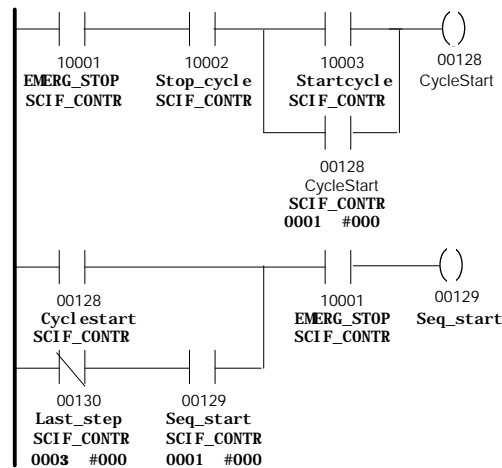 10001 10002 10003 00128
EMERG_STOP Stop_cycle Startcycle CycleStart
SCIF_CONTR SCIF_CONTR SCIF_CONTR
00128
CycleStart
SCIF_CONTR
0001 #000
00128 10001 00129
Cyclestart EMERG_STOP Seq_start
SCIF_CONTR SCIF_CONTR
00130 00129
Last_step Seq_start
SCIF_CONTR SCIF_CONTR
0003 #000 0001 #000